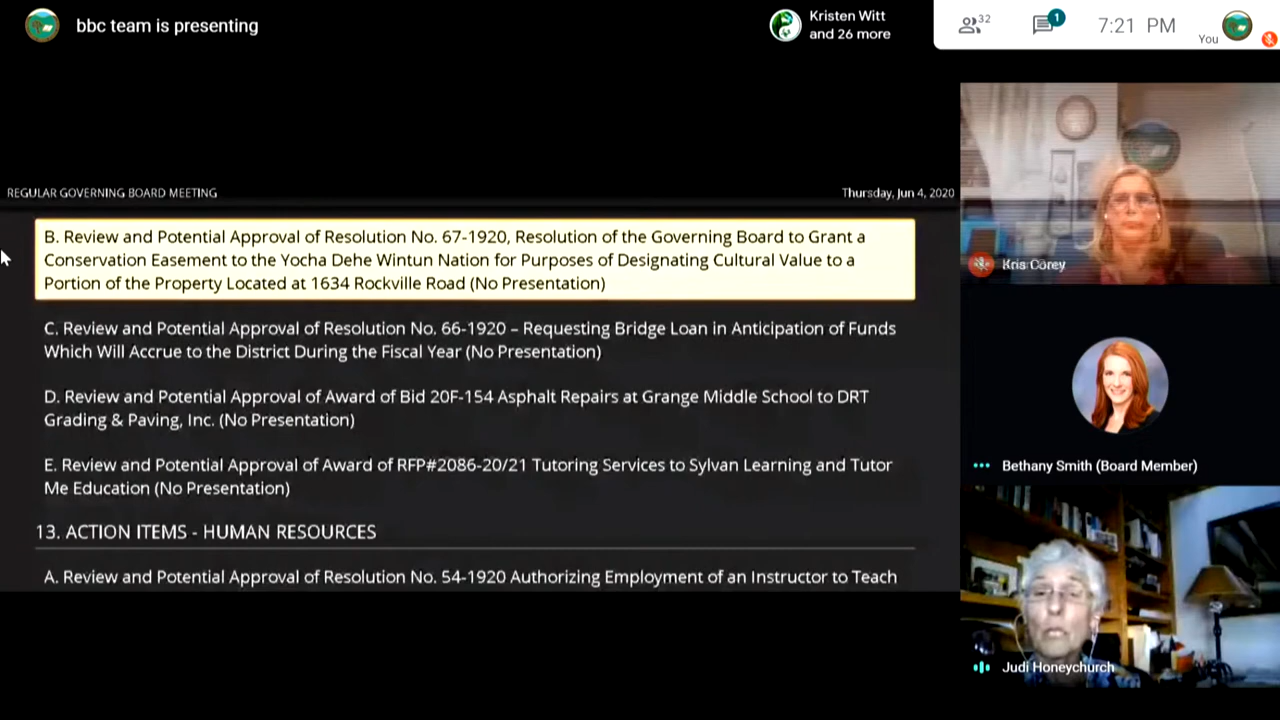 bbc team is presenting
Kristen Witt
and 26 more
32
1
7:21 PM
You
REGULAR GOVERNING BOARD MEETING
Thursday, Jun 4, 2020
B. Review and Potential Approval of Resolution No. 67-1920, Resolution of the Governing Board to Grant a
Conservation Easement to the Yocha Dehe Wintun Nation for Purposes of Designating Cultural Value to a
Portion of the Property Located at 1634 Rockville Road (No Presentation)
C. Review and Potential Approval of Resolution No. 66-1920 – Requesting Bridge Loan in Anticipation of Funds
Which Will Accrue to the District During the Fiscal Year (No Presentation)
D. Review and Potential Approval of Award of Bid 20F-154 Asphalt Repairs at Grange Middle School to DRT
Grading & Paving, Inc. (No Presentation)
E. Review and Potential Approval of Award of RFP#2086-20/21 Tutoring Services to Sylvan Learning and Tutor
Me Education (No Presentation)
13. ACTION ITEMS - HUMAN RESOURCES
A. Review and Potential Approval of Resolution No. 54-1920 Authorizing Employment of an Instructor to Teach
Kris Corey
Bethany Smith (Board Member)
Judi Honeychurch